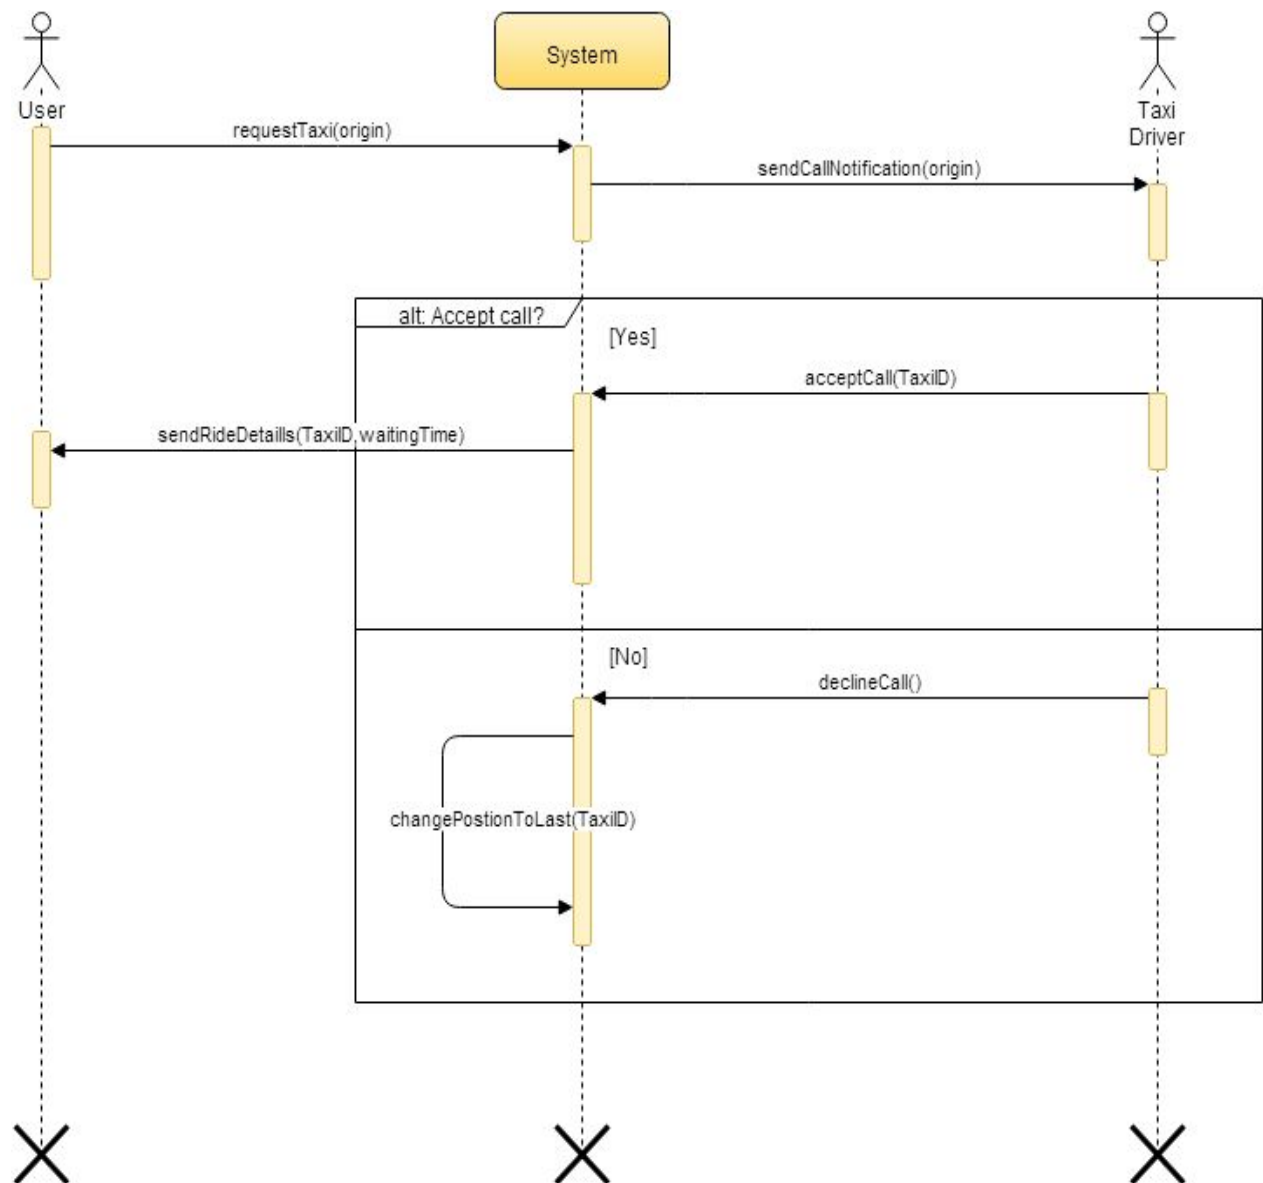 User
System
Taxi
Driver
requestTaxi(origin)
sendCallNotification(origin)
alt: Accept call?
[Yes]
acceptCall(TaxiID)
sendRideDetaills(TaxiD,waitingTime)
[No]
declineCall()
changePostionToLast(TaxiID)